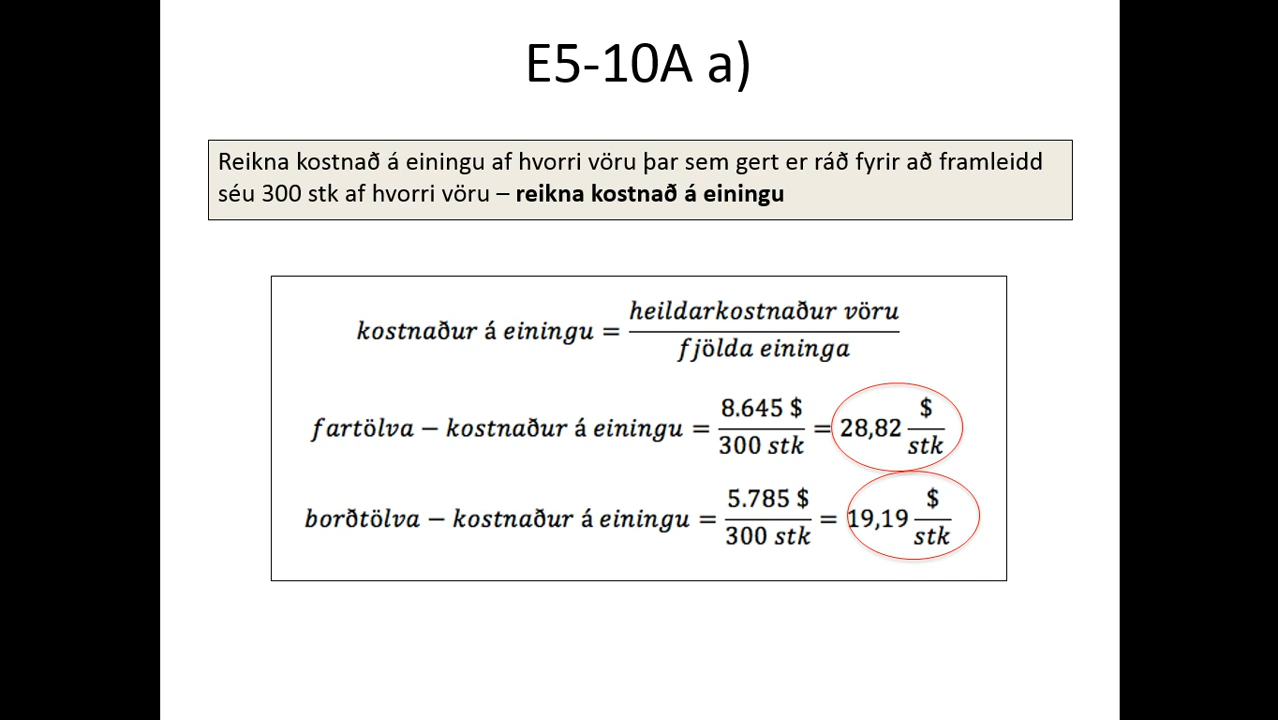 E5-10A a)
Reikna kostnað á einingu af hvorri vöru þar sem gert er ráð fyrir að framleidd
séu 300 stk af hvorri vöru – reikna kostnað á einingu
kostnaður á einingu = heildarkostnaður vöru / fjölda eininga
fartölva − kostnaður á einingu = 8.645 $ / 300 stk = 28,82 $ / stk
borðtölva − kostnaður á einingu = 5.785 $ / 300 stk = 19,19 $ / stk